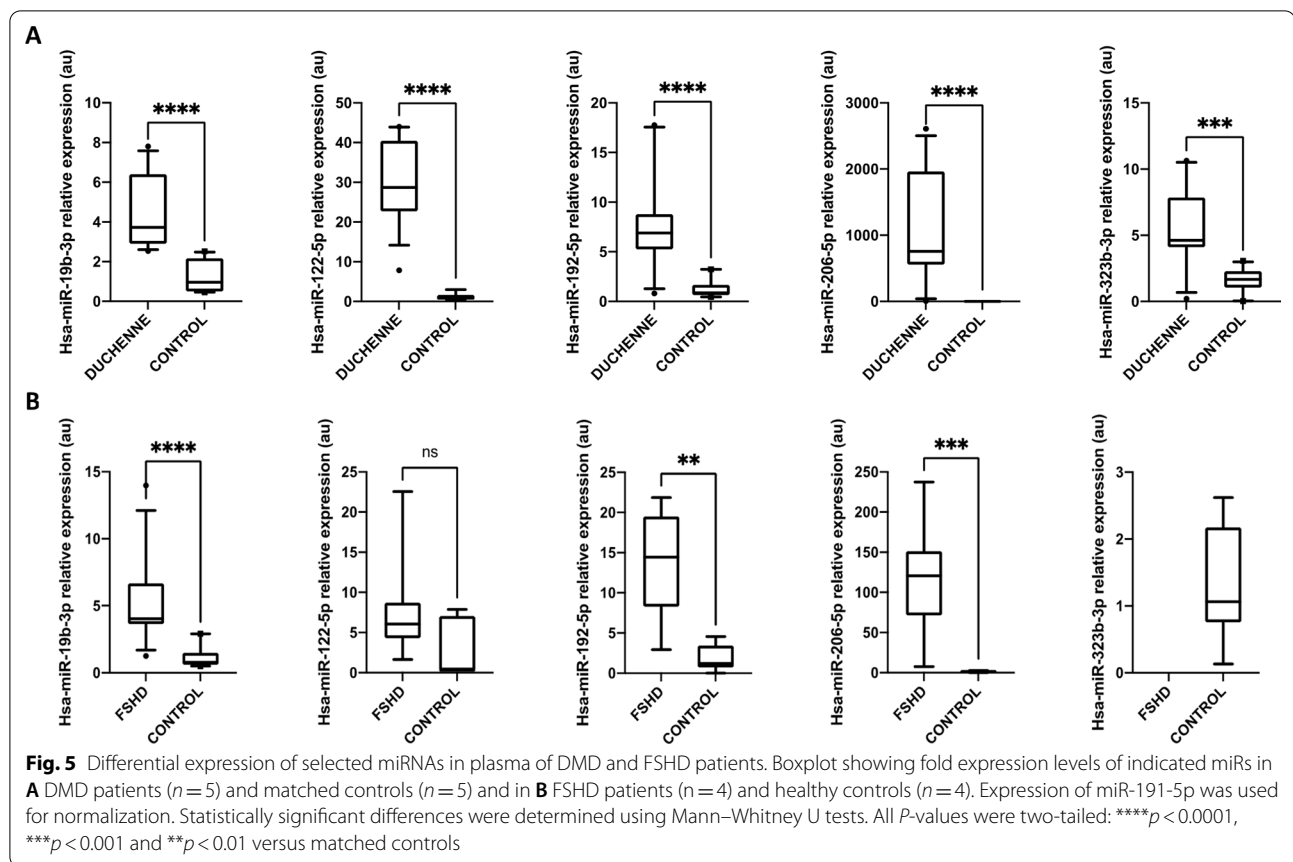 A
Hsa-miR-19b-3p relative expression (au)
10
8
6
4
2
0
****
DUCHENNE
CONTROL
Hsa-miR-122-5p relative expression (au)
50
40
30
20
10
0
****
DUCHENNE
CONTROL
Hsa-miR-192-5p relative expression (au)
20
15
10
5
0
****
DUCHENNE
CONTROL
Hsa-miR-206-5p relative expression (au)
3000
2000
1000
0
****
DUCHENNE
CONTROL
Hsa-miR-323b-3p relative expression (au)
15
10
5
0
***
DUCHENNE
CONTROL
B
Hsa-miR-19b-3p relative expression (au)
15
10
5
0
****
FSHD
CONTROL
Hsa-miR-122-5p relative expression (au)
25
20
15
10
5
0
ns
FSHD
CONTROL
Hsa-miR-192-5p relative expression (au)
25
20
15
10
5
0
**
FSHD
CONTROL
Hsa-miR-206-5p relative expression (au)
250
200
150
100
50
0
***
FSHD
CONTROL
Hsa-miR-323b-3p relative expression (au)
3
2
1
0
FSHD
CONTROL
Fig. 5 Differential expression of selected miRNAs in plasma of DMD and FSHD patients. Boxplot showing fold expression levels of indicated miRs in
A DMD patients (n = 5) and matched controls (n = 5) and in B FSHD patients (n = 4) and healthy controls (n = 4). Expression of miR-191-5p was used
for normalization. Statistically significant differences were determined using Mann–Whitney U tests. All P-values were two-tailed: ****p < 0.0001,
***p < 0.001 and **p < 0.01 versus matched controls